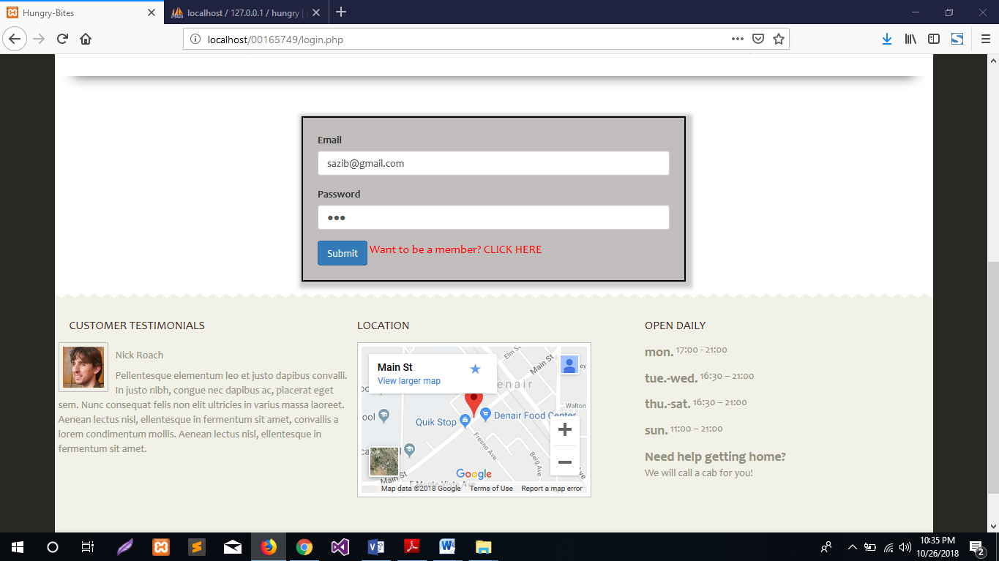 Hungry-Bites
localhost / 127.0.0.1 / hungry |
localhost/00165749/login.php
Email
sazib@gmail.com
Password
Submit Want to be a member? CLICK HERE
CUSTOMER TESTIMONIALS
Nick Roach
Pellentesque elementum leo et justo dapibus convalli.
In justo nibh, congue nec dapibus ac, placerat eget
sem. Nunc consequat felis non elit ultricies in varius massa laoreet.
Aenean lectus nisl, ellentesque in fermentum sit amet, convallis a
lorem condimentum mollis. Aenean lectus nisl, ellentesque in
fermentum sit amet.
LOCATION
Main St
View larger map
Elm St
Main St
Denair
Walton
ool
Quik Stop
Denair Food Center
Fresno Ave
Berg Ave
Main St
E Monte Vista Ave
Google
Map data ©2018 Google Terms of Use Report a map error
OPEN DAILY
mon. 17:00 - 21:00
tue.-wed. 16:30 – 21:00
thu.-sat. 16:30 – 21:00
sun. 11:00 – 21:00
Need help getting home?
We will call a cab for you!
10:35 PM
10/26/2018
2